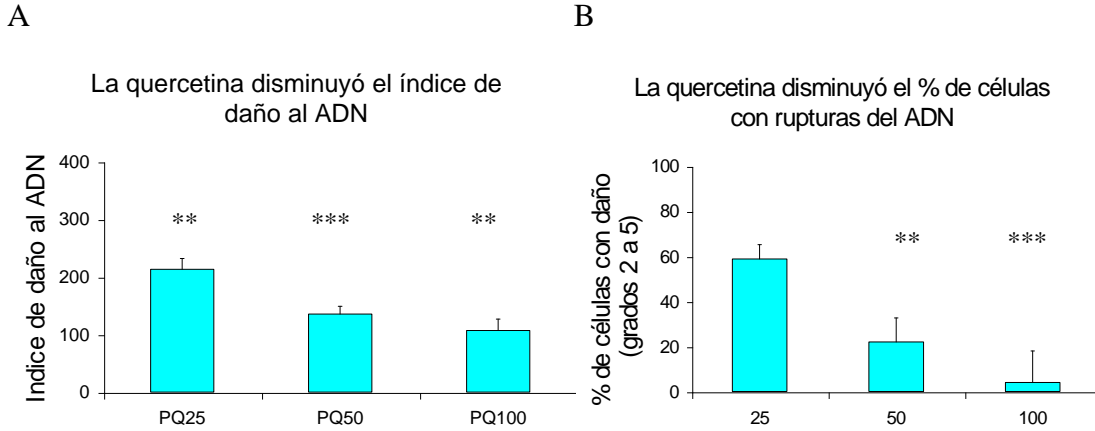 A
La quercetina disminuyó el índice de
daño al ADN
Indice de daño al ADN
400
300
200
100
0
** *** **
PQ25 PQ50 PQ100
B
La quercetina disminuyó el % de células
con rupturas del ADN
% de células con daño
(grados 2 a 5)
100
80
60
40
20
0
** ***
25 50 100